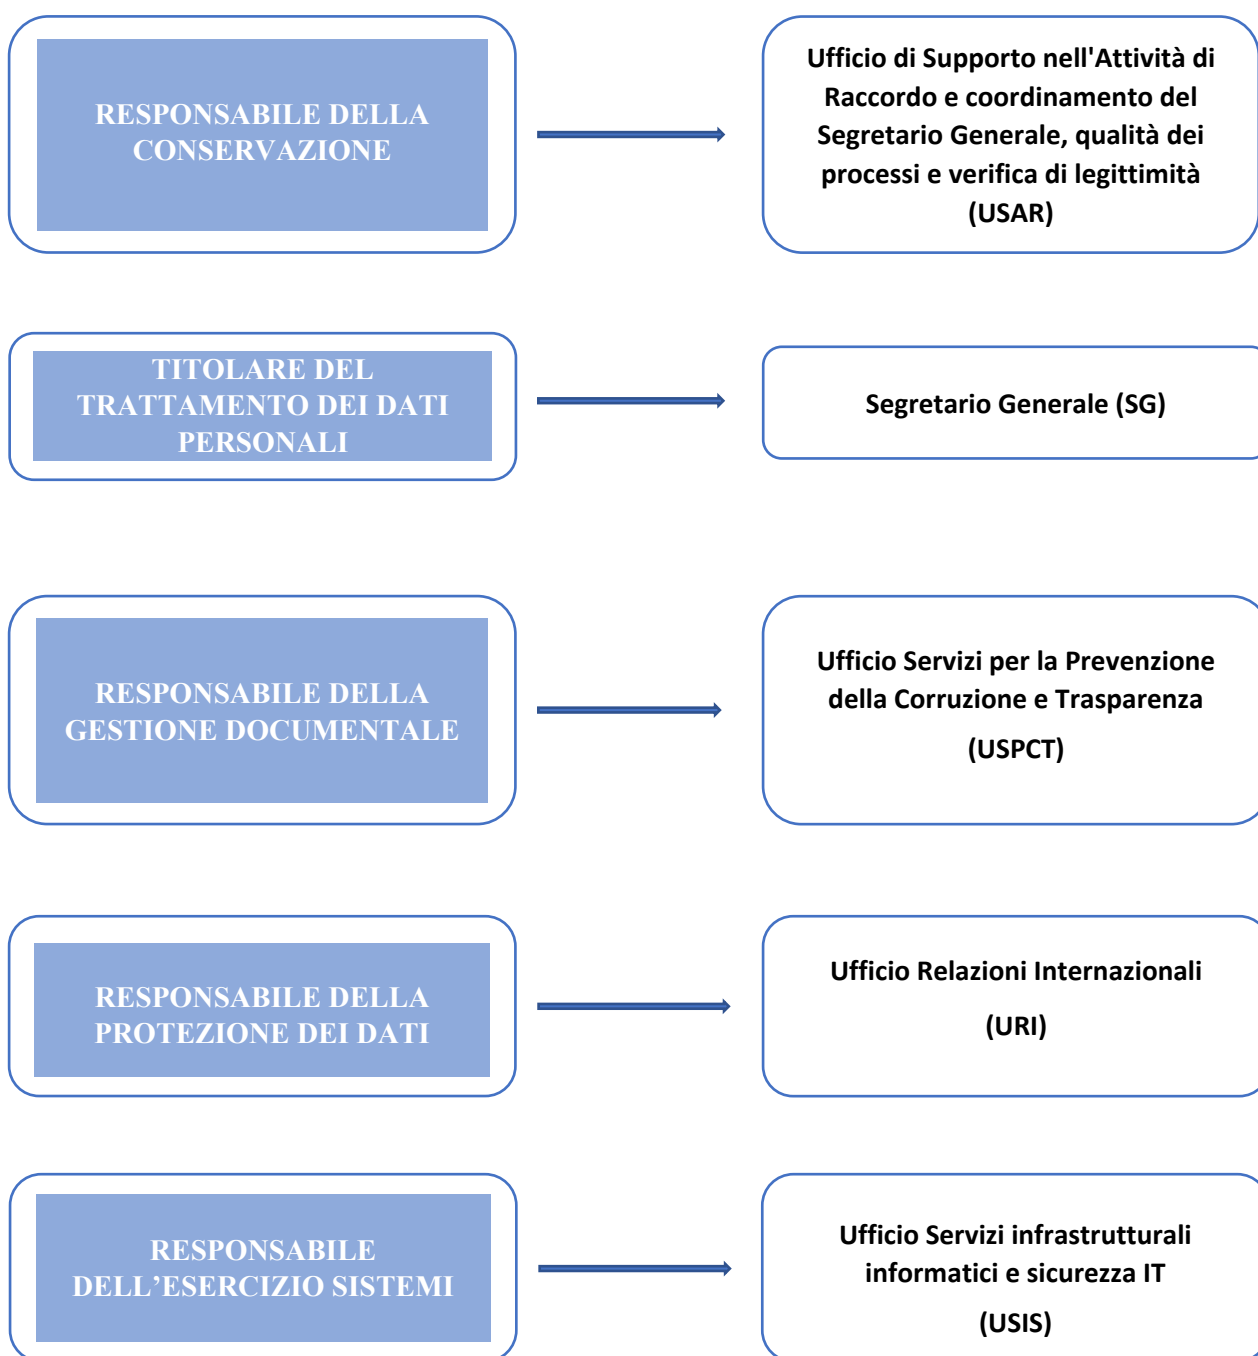 RESPONSABILE DELLA
CONSERVAZIONE
Ufficio di Supporto nell'Attività di
Raccordo e coordinamento del
Segretario Generale, qualità dei
processi e verifica di legittimità
(USAR)
TITOLARE DEL
TRATTAMENTO DEI DATI
PERSONALI
Segretario Generale (SG)
RESPONSABILE DELLA
GESTIONE DOCUMENTALE
Ufficio Servizi per la Prevenzione
della Corruzione e Trasparenza
(USPCT)
RESPONSABILE DELLA
PROTEZIONE DEI DATI
Ufficio Relazioni Internazionali
(URI)
RESPONSABILE
DELL’ESERCIZIO SISTEMI
Ufficio Servizi infrastrutturali
informatici e sicurezza IT
(USIS)